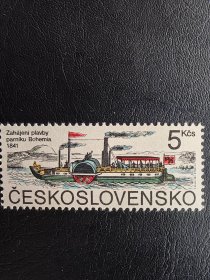 Zahájení plavby
parníku Bohemia
1841
5 Kčs
ČESKOSLOVENSKO